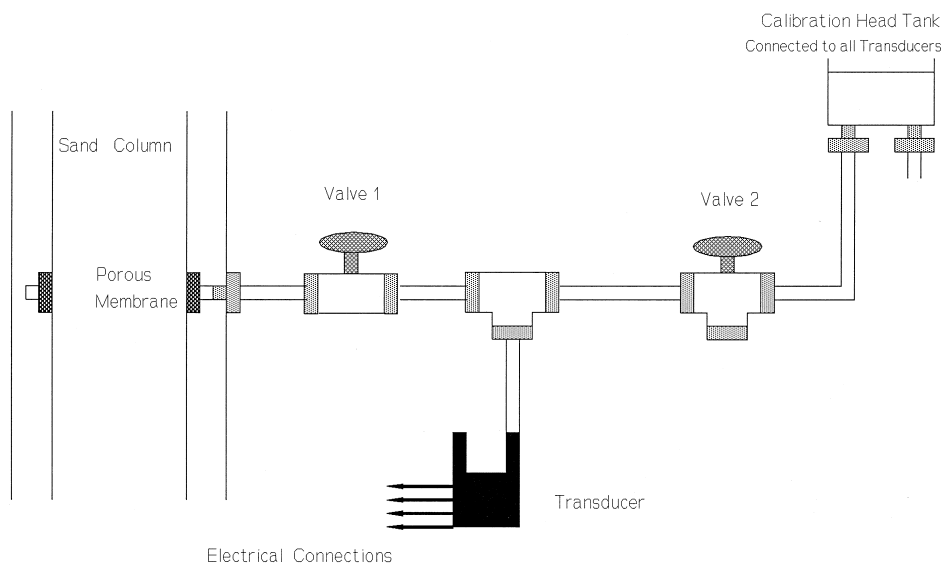 Calibration Head Tank
Connected to all Transducers
Sand Column
Valve 1
Valve 2
Porous
Membrane
Transducer
Electrical Connections